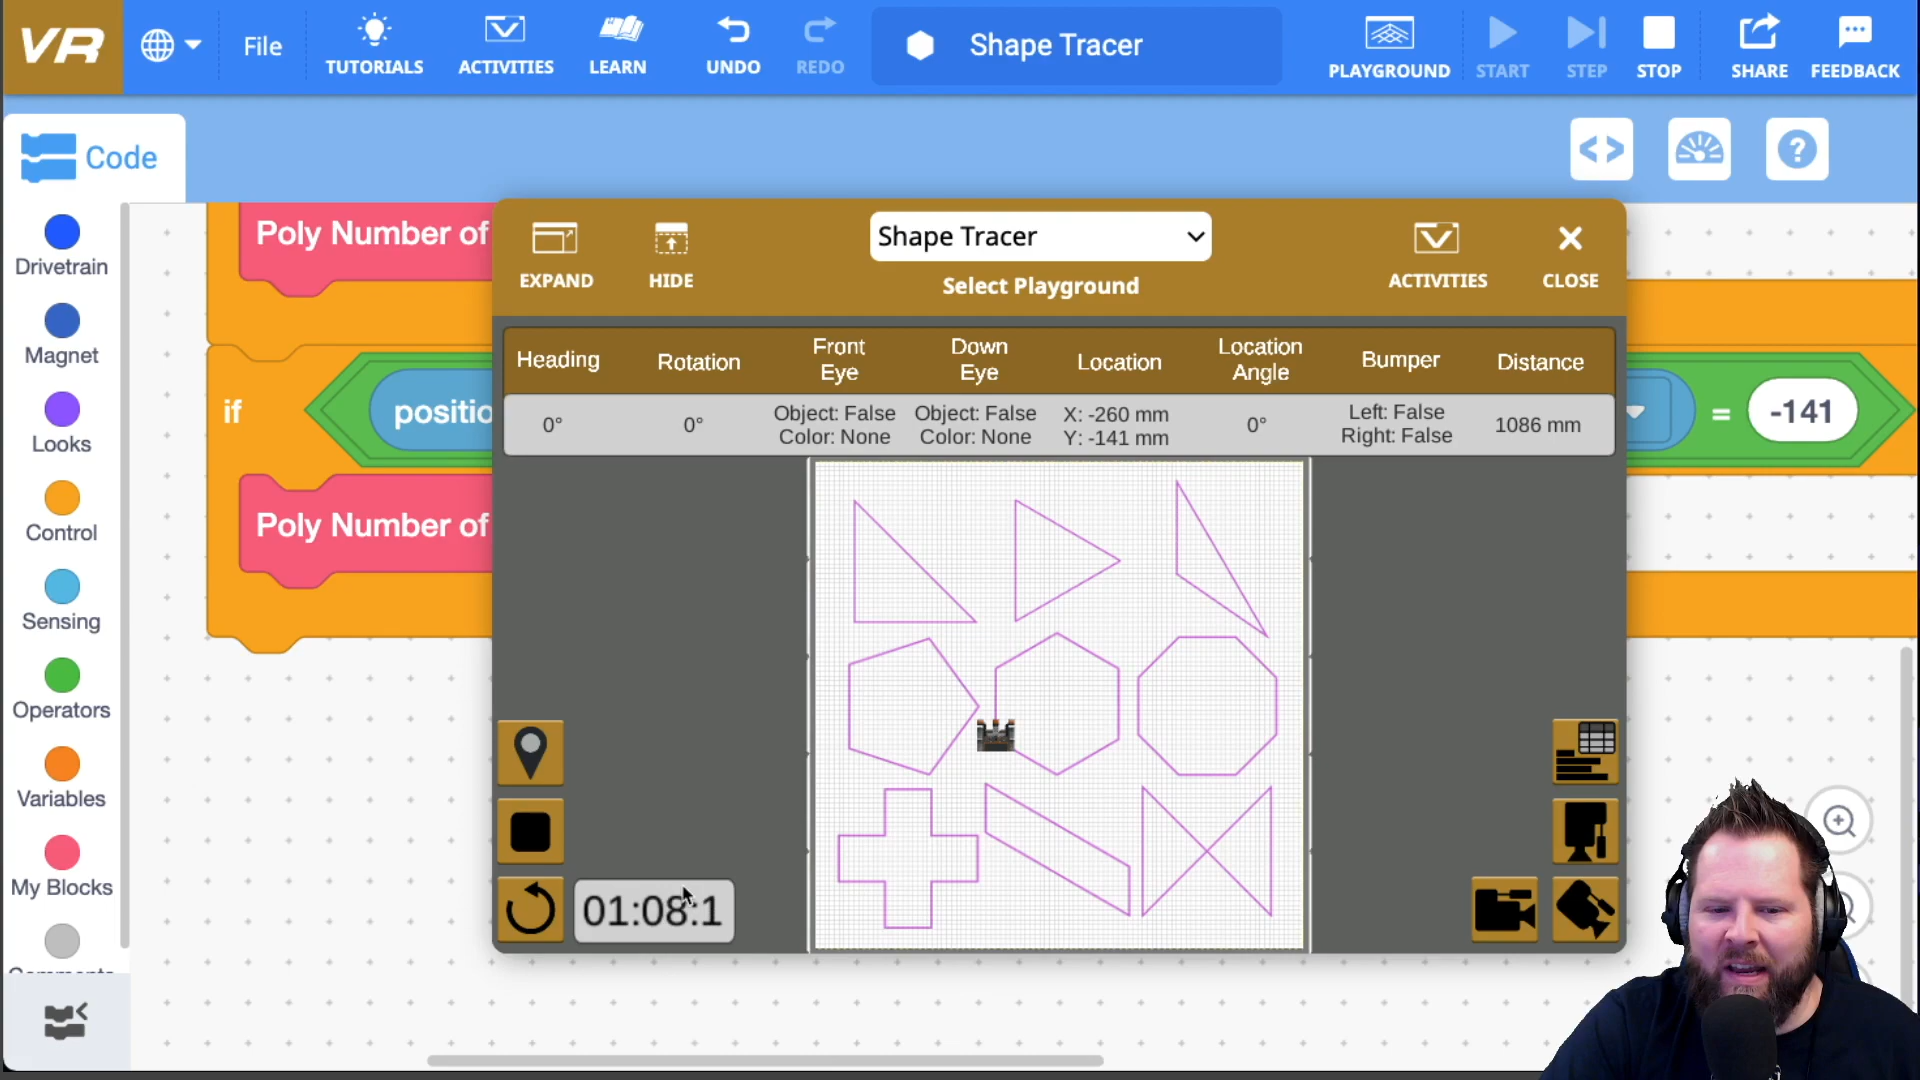 VR
File
TUTORIALS
ACTIVITIES
LEARN
UNDO
REDO
Shape Tracer
PLAYGROUND
START
STEP
STOP
SHARE
FEEDBACK
Code
Drivetrain
Magnet
Looks
Control
Sensing
Operators
Variables
My Blocks
Poly Number of
if
positio
= -141
Poly Number of
EXPAND
HIDE
Shape Tracer
Select Playground
ACTIVITIES
CLOSE
Heading
Rotation
Front
Eye
Down
Eye
Location
Location
Angle
Bumper
Distance
0°
0°
Object: False
Color: None
Object: False
Color: None
X: -260 mm
Y: -141 mm
0°
Left: False
Right: False
1086 mm
01:08:1